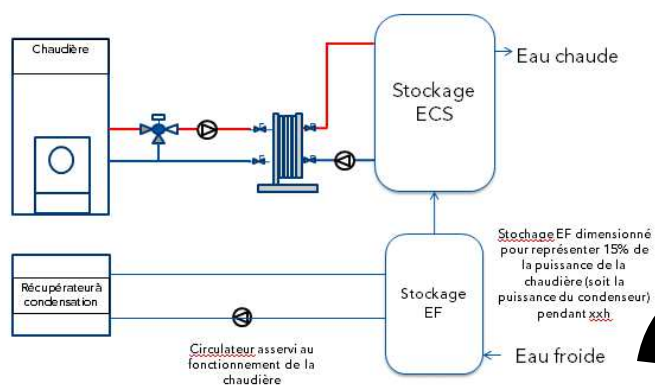 Chaudière
Stockage
ECS
Eau chaude
Récupérateur à
condensation
Stockage
EF
Stochage EF dimensionné
pour représenter 15% de
la puissance de la
chaudière (soit la
puissance du condenseur)
pendant xxh
Circulateur asservi au
fonctionnement de la
chaudière
Eau froide